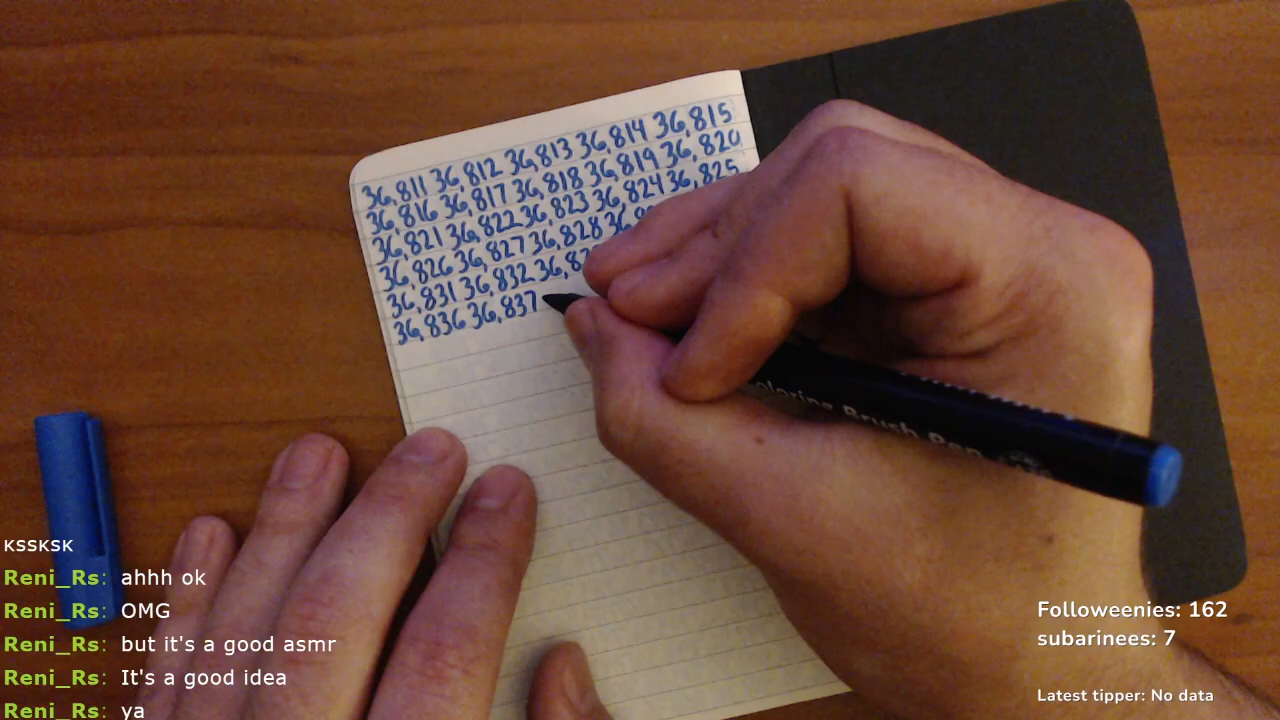 36,811 36,812 36,813 36,814 36,815
36,816 36,817 36,818 36,819 36,820
36,821 36,822 36,823 36,824 36,825
36,826 36,827 36,828
36,831 36,832
36,836 36,837
Coloring Brush Pen
KSSKSK
Reni_Rs: ahhh ok
Reni_Rs: OMG
Reni_Rs: but it's a good asmr
Reni_Rs: It's a good idea
Reni_Rs: ya
Followeenies: 162
subarinees: 7
Latest tipper: No data